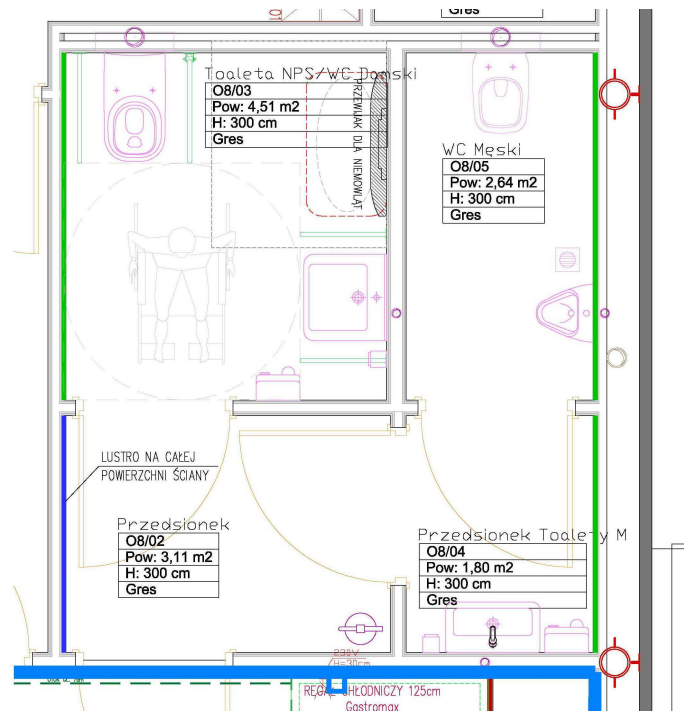 Gres
Toaleta NPS/WC Damski
O8/03
Pow: 4,51 m2
H: 300 cm
Gres
PRZEWIJAK DLA NIEMOWLĄT
WC Męski
O8/05
Pow: 2,64 m2
H: 300 cm
Gres
LUSTRO NA CAŁEJ
POWIERZCHNI ŚCIANY
Przedsionek
O8/02
Pow: 3,11 m2
H: 300 cm
Gres
Przedsionek Toalety M
O8/04
Pow: 1,80 m2
H: 300 cm
Gres
230V
H=30cm
REGAŁ CHŁODNICZY 125cm
Gastromax